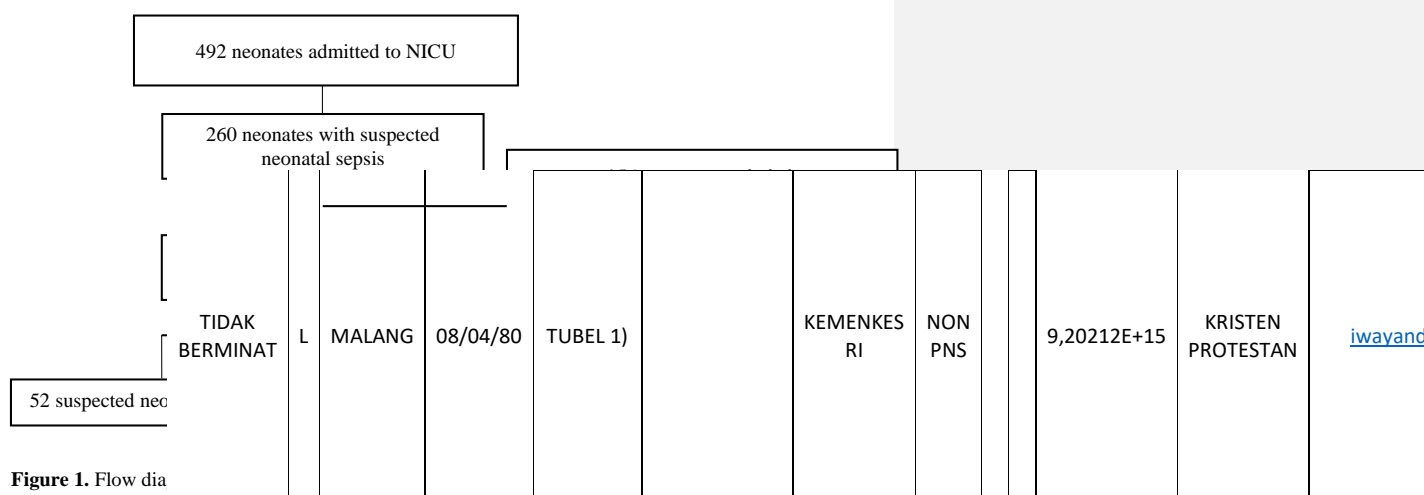 492 neonates admitted to NICU
260 neonates with suspected
neonatal sepsis
TIDAK
BERMINAT
L
MALANG
08/04/80
TUBEL 1)
KEMENKES
RI
NON
PNS
9,20212E+15
KRISTEN
PROTESTAN
iwayand
52 suspected neo
Figure 1. Flow dia